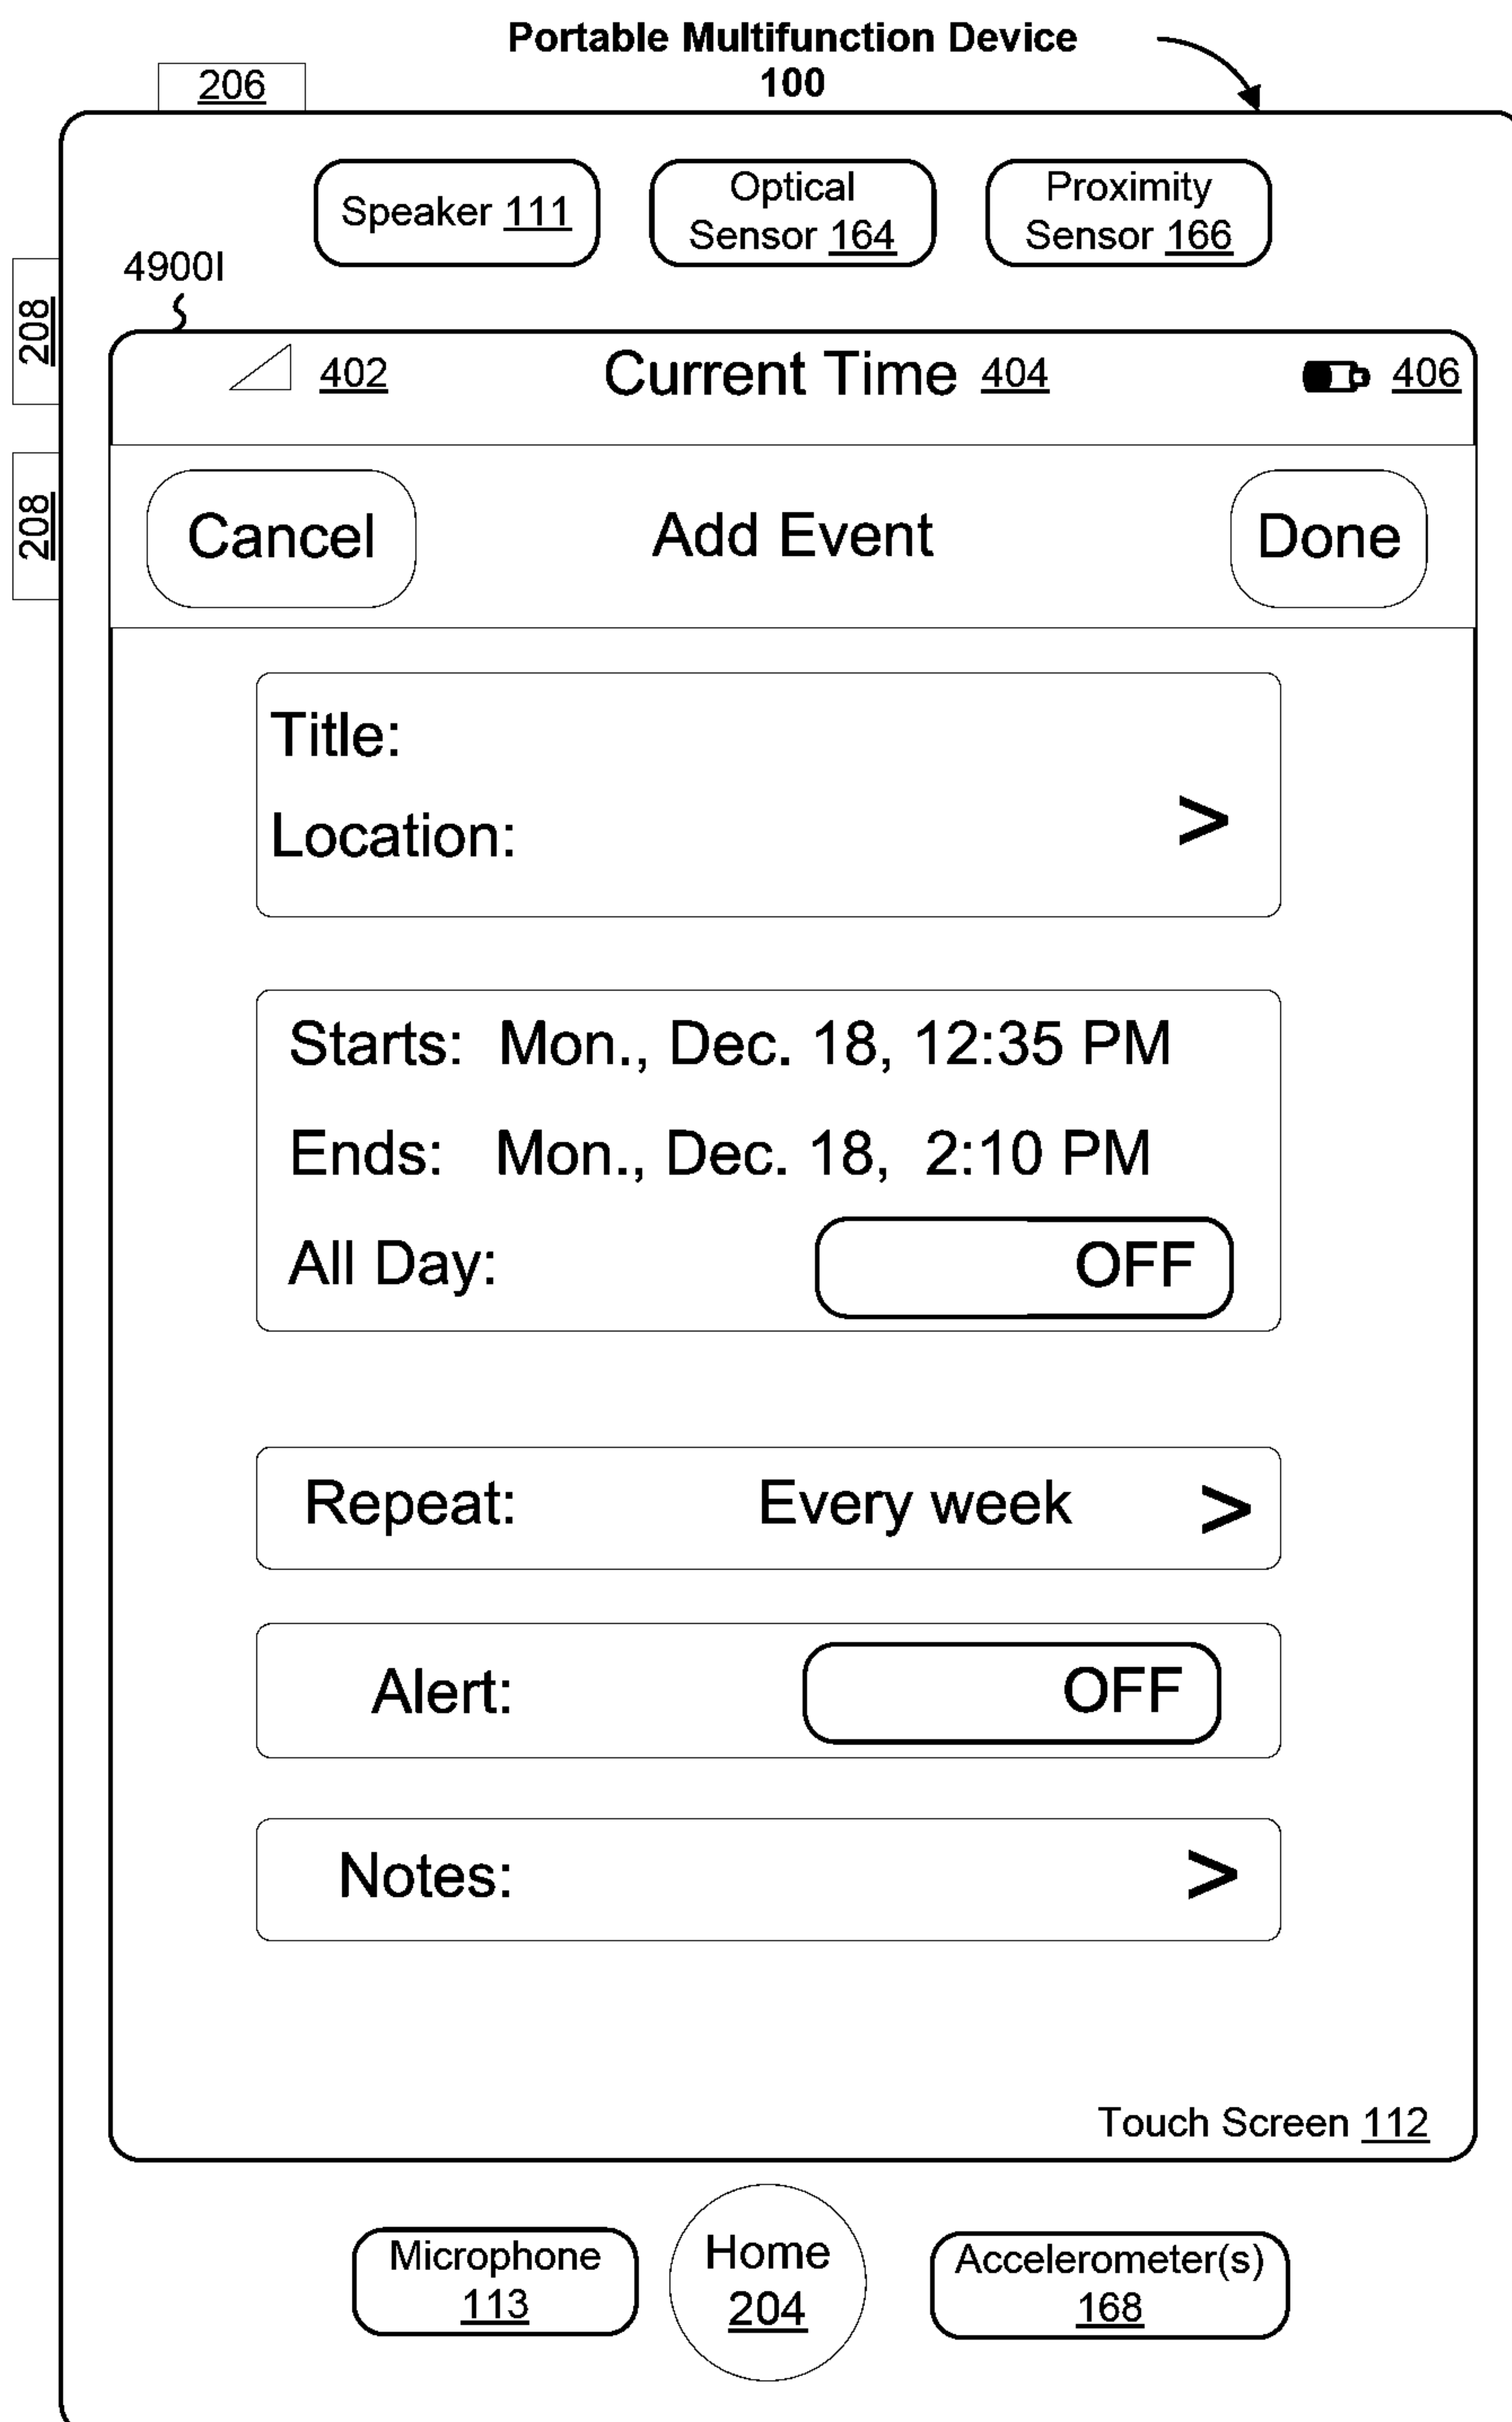 Portable Multifunction Device
100
206
Speaker 111
Optical
Sensor 164
Proximity
Sensor 166
4900I
208
208
402
Current Time 404
406
Cancel
Add Event
Done
Title:
Location:
>
Starts: Mon., Dec. 18, 12:35 PM
Ends: Mon., Dec. 18, 2:10 PM
All Day: OFF
Repeat: Every week >
Alert: OFF
Notes: >
Touch Screen 112
Microphone
113
Home
204
Accelerometer(s)
168